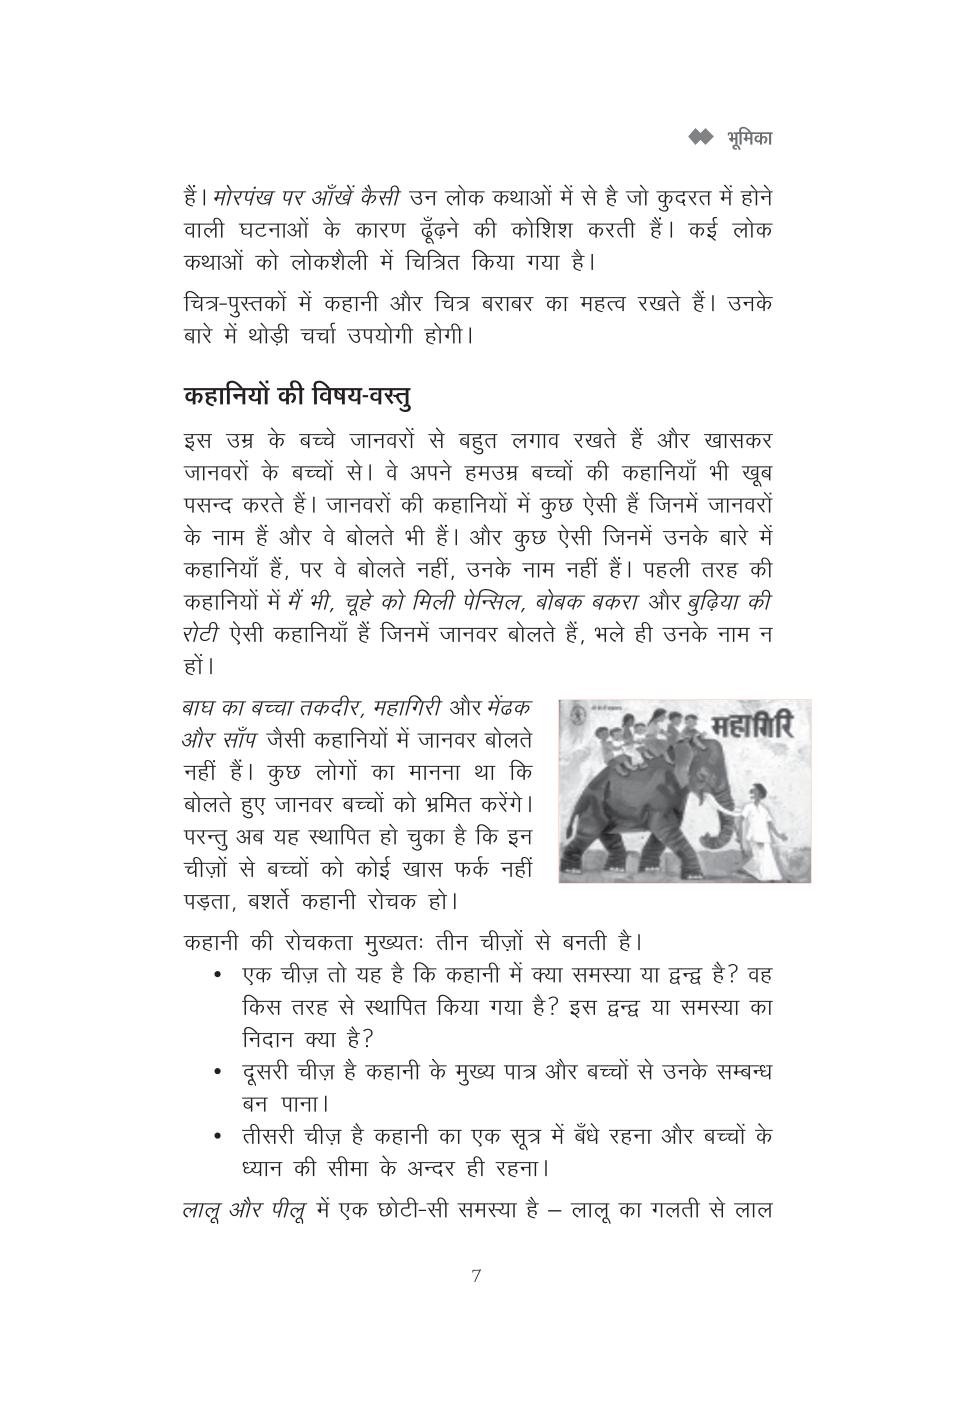 भूमिका
हैं। मोरपंख पर आँखें कैसी उन लोक कथाओं में से है जो कुदरत में होने
वाली घटनाओं के कारण ढूँढ़ने की कोशिश करती हैं। कई लोक
कथाओं को लोकशैली में चित्रित किया गया है।
चित्र-पुस्तकों में कहानी और चित्र बराबर का महत्व रखते हैं। उनके
बारे में थोड़ी चर्चा उपयोगी होगी।
कहानियों की विषय-वस्तु
इस उम्र के बच्चे जानवरों से बहुत लगाव रखते हैं और खासकर
जानवरों के बच्चों से। वे अपने हमउम्र बच्चों की कहानियाँ भी खूब
पसन्द करते हैं। जानवरों की कहानियों में कुछ ऐसी हैं जिनमें जानवरों
के नाम हैं और वे बोलते भी हैं। और कुछ ऐसी जिनमें उनके बारे में
कहानियाँ हैं, पर वे बोलते नहीं, उनके नाम नहीं हैं। पहली तरह की
कहानियों में मैं भी, चूहे को मिली पेन्सिल, बोबक बकरा और बुढ़िया की
रोटी ऐसी कहानियाँ हैं जिनमें जानवर बोलते हैं, भले ही उनके नाम न
हों।
बाघ का बच्चा तकदीर, महागिरी और मेंढक
और साँप जैसी कहानियों में जानवर बोलते
नहीं हैं। कुछ लोगों का मानना था कि
बोलते हुए जानवर बच्चों को भ्रमित करेंगे।
परन्तु अब यह स्थापित हो चुका है कि इन
चीज़ों से बच्चों को कोई खास फर्क नहीं
पड़ता, बशर्ते कहानी रोचक हो।
महागिरि
कहानी की रोचकता मुख्यतः तीन चीज़ों से बनती है।
• एक चीज़ तो यह है कि कहानी में क्या समस्या या द्वन्द्व है? वह
किस तरह से स्थापित किया गया है? इस द्वन्द्व या समस्या का
निदान क्या है?
• दूसरी चीज़ है कहानी के मुख्य पात्र और बच्चों से उनके सम्बन्ध
बन पाना।
• तीसरी चीज़ है कहानी का एक सूत्र में बँधे रहना और बच्चों के
ध्यान की सीमा के अन्दर ही रहना।
लालू और पीलू में एक छोटी-सी समस्या है – लालू का गलती से लाल
7